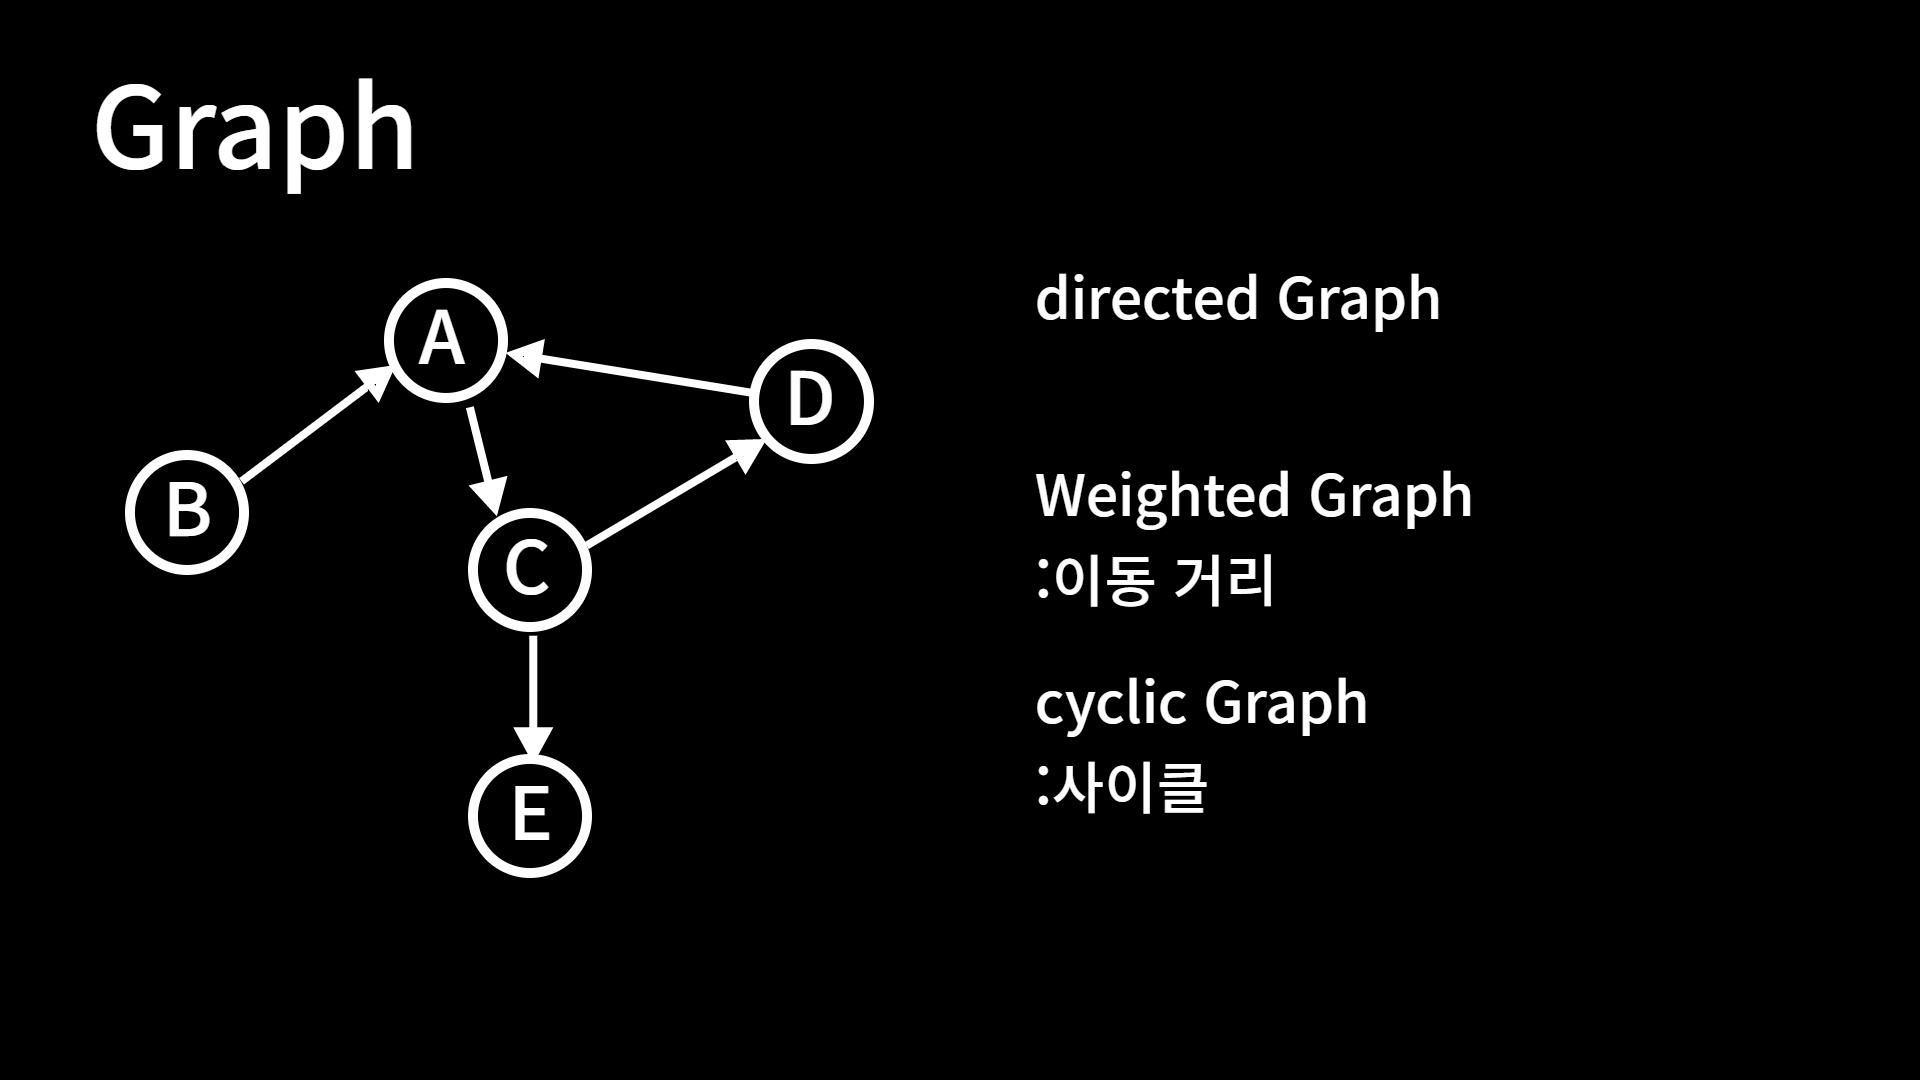 Graph
A
D
B
C
E
directed Graph
Weighted Graph
:이동 거리
cyclic Graph
:사이클